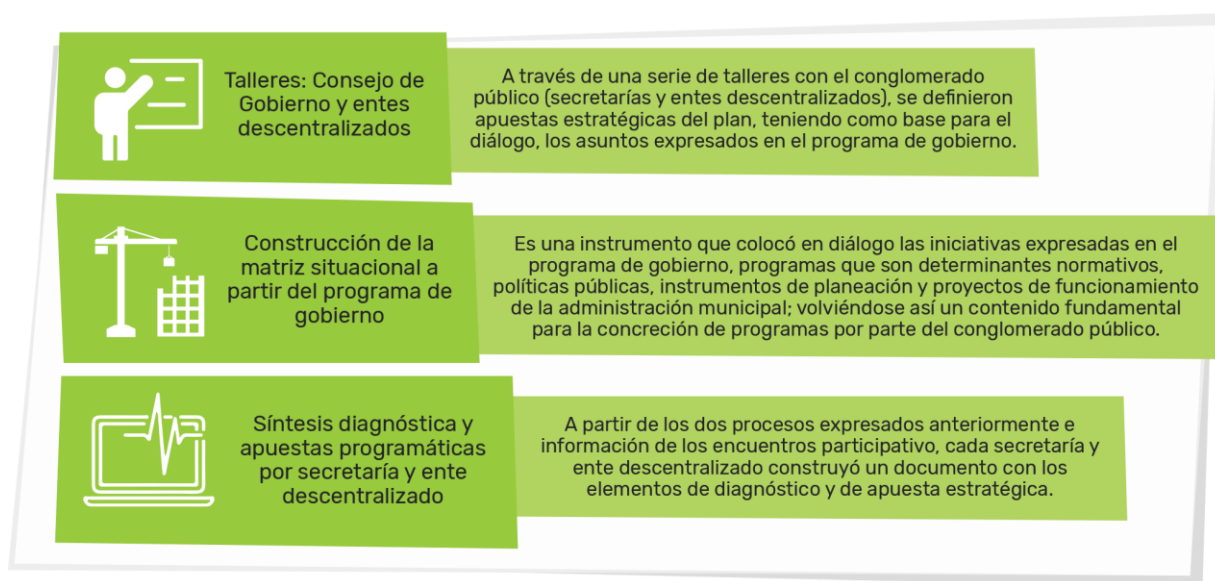 Talleres: Consejo de
Gobierno y entes
descentralizados
A través de una serie de talleres con el conglomerado
público (secretarías y entes descentralizados), se definieron
apuestas estratégicas del plan, teniendo como base para el
diálogo, los asuntos expresados en el programa de gobierno.
Construcción de la
matriz situacional a
partir del programa de
gobierno
Es una instrumento que colocó en diálogo las iniciativas expresadas en el
programa de gobierno, programas que son determinantes normativos,
políticas públicas, instrumentos de planeación y proyectos de funcionamiento
de la administración municipal; volviéndose así un contenido fundamental
para la concreción de programas por parte del conglomerado público.
Síntesis diagnóstica y
apuestas programáticas
por secretaría y ente
descentralizado
A partir de los dos procesos expresados anteriormente e
información de los encuentros participativo, cada secretaría y
ente descentralizado construyó un documento con los
elementos de diagnóstico y de apuesta estratégica.